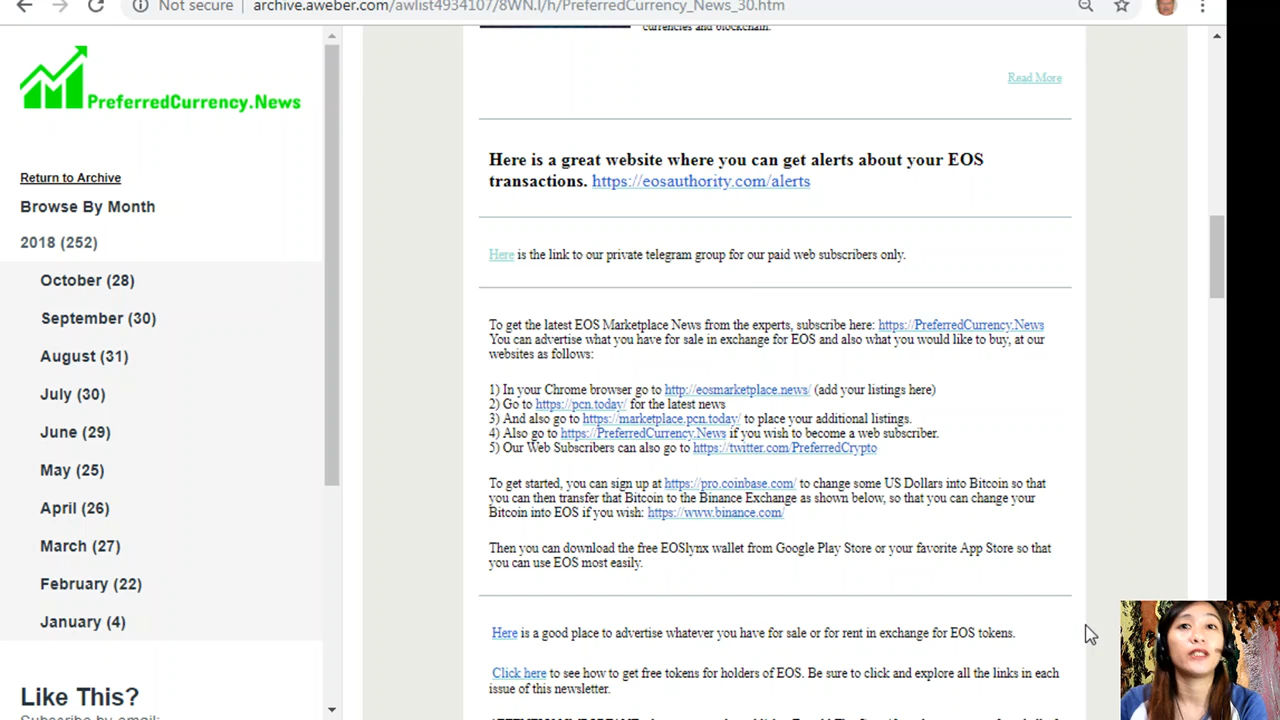 Not secure archive.aweber.com/awlist4934107/8WN.I/h/PreferredCurrency_News_30.htm
PreferredCurrency.News
Return to Archive
Browse By Month
2018 (252)
October (28)
September (30)
August (31)
July (30)
June (29)
May (25)
April (26)
March (27)
February (22)
January (4)
Like This?
Subscribe by email:
currencies and blockchain.
Read More
Here is a great website where you can get alerts about your EOS
transactions. https://eosauthority.com/alerts
Here is the link to our private telegram group for our paid web subscribers only.
To get the latest EOS Marketplace News from the experts, subscribe here: https://PreferredCurrency.News
You can advertise what you have for sale in exchange for EOS and also what you would like to buy, at our
websites as follows:
1) In your Chrome browser go to http://eosmarketplace.news/ (add your listings here)
2) Go to https://pcn.today/ for the latest news
3) And also go to https://marketplace.pcn.today/ to place your additional listings.
4) Also go to https://PreferredCurrency.News if you wish to become a web subscriber.
5) Our Web Subscribers can also go to https://twitter.com/PreferredCrypto
To get started, you can sign up at https://pro.coinbase.com/ to change some US Dollars into Bitcoin so that
you can then transfer that Bitcoin to the Binance Exchange as shown below, so that you can change your
Bitcoin into EOS if you wish: https://www.binance.com/
Then you can download the free EOSlynx wallet from Google Play Store or your favorite App Store so that
you can use EOS most easily.
Here is a good place to advertise whatever you have for sale or for rent in exchange for EOS tokens.
Click here to see how to get free tokens for holders of EOS. Be sure to click and explore all the links in each
issue of this newsletter.